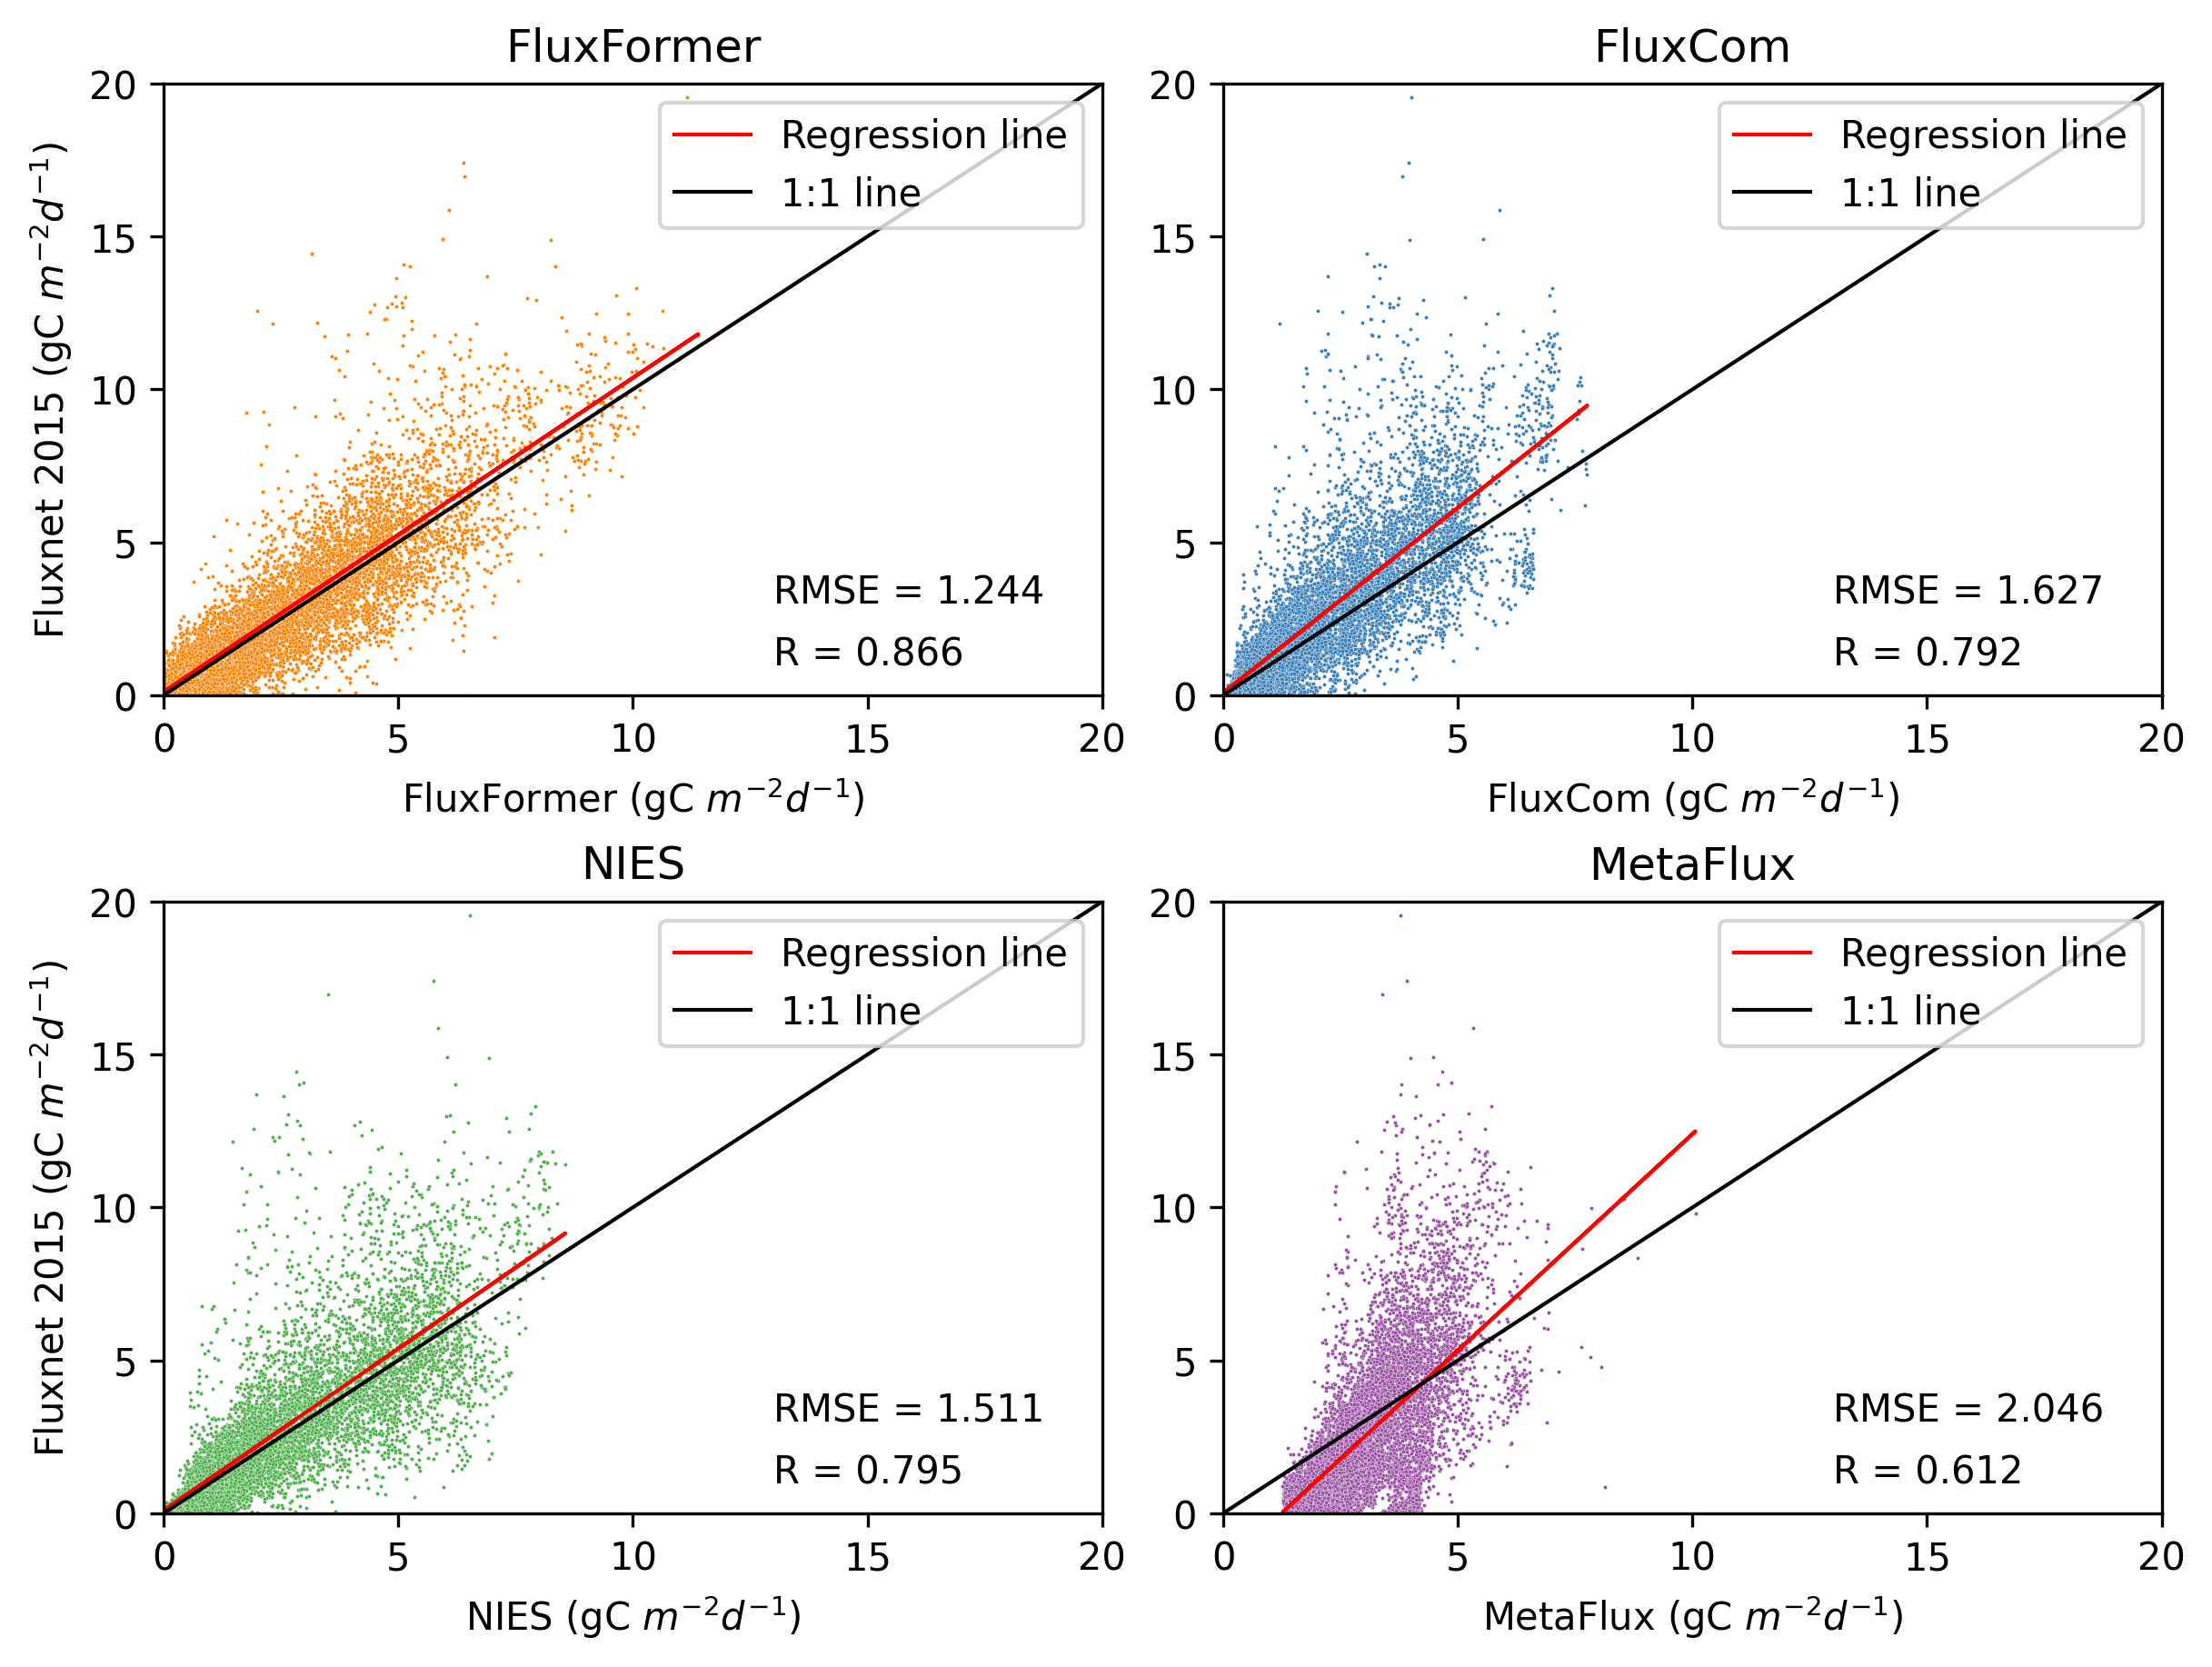 FluxFormer
20
15
10
5
0
Fluxnet 2015 (gC m⁻²d⁻¹)
Regression line
1:1 line
RMSE = 1.244
R = 0.866
0 5 10 15 20
FluxFormer (gC m⁻²d⁻¹)
FluxCom
20
15
10
5
0
Regression line
1:1 line
RMSE = 1.627
R = 0.792
0 5 10 15 20
FluxCom (gC m⁻²d⁻¹)
NIES
20
15
10
5
0
Fluxnet 2015 (gC m⁻²d⁻¹)
Regression line
1:1 line
RMSE = 1.511
R = 0.795
0 5 10 15 20
NIES (gC m⁻²d⁻¹)
MetaFlux
20
15
10
5
0
Regression line
1:1 line
RMSE = 2.046
R = 0.612
0 5 10 15 20
MetaFlux (gC m⁻²d⁻¹)